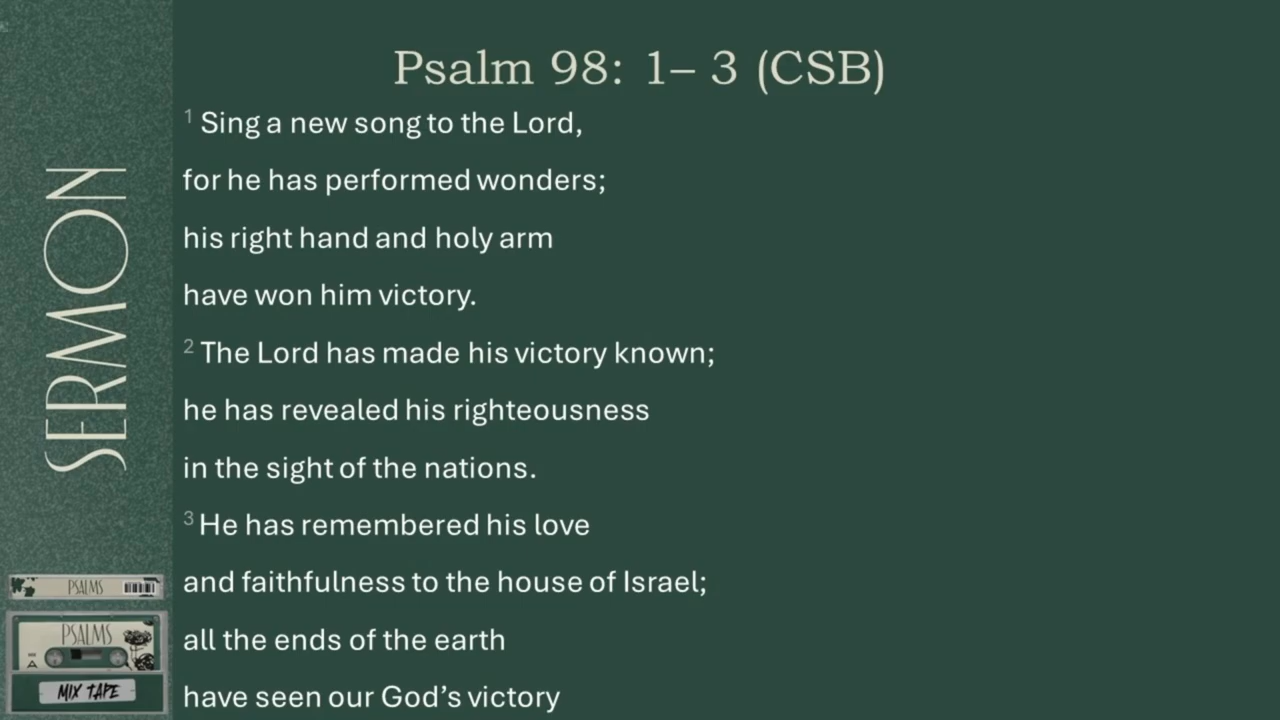 Psalm 98: 1– 3 (CSB)
1 Sing a new song to the Lord,
for he has performed wonders;
his right hand and holy arm
have won him victory.
2 The Lord has made his victory known;
he has revealed his righteousness
in the sight of the nations.
3 He has remembered his love
and faithfulness to the house of Israel;
all the ends of the earth
have seen our God’s victory
SERMON
PSALMS
PSALMS
A
MIX TAPE